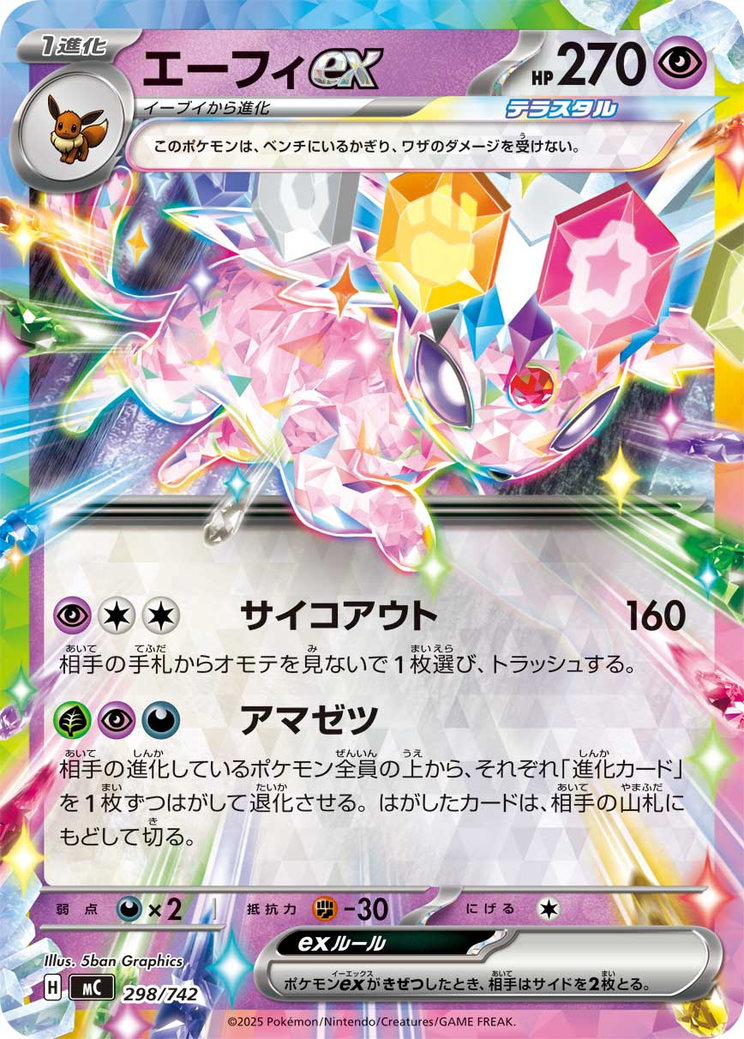 1進化
エーフィex
HP270
イーブイから進化
テラスタル
このポケモンは、ベンチにいるかぎり、ワザのダメージを受けない。
サイコアウト 160
相手の手札からオモテを見ないで1枚選び、トラッシュする。
アマゼツ
相手の進化しているポケモン全員の上から、それぞれ「進化カード」
を1枚ずつはがして退化させる。はがしたカードは、相手の山札に
もどして切る。
弱点 ×2 抵抗力 -30 にげる
exルール
ポケモンexがきぜつしたとき、相手はサイドを2枚とる。
Illus. 5ban Graphics
H MC 298/742
©2025 Pokémon/Nintendo/Creatures/GAME FREAK.